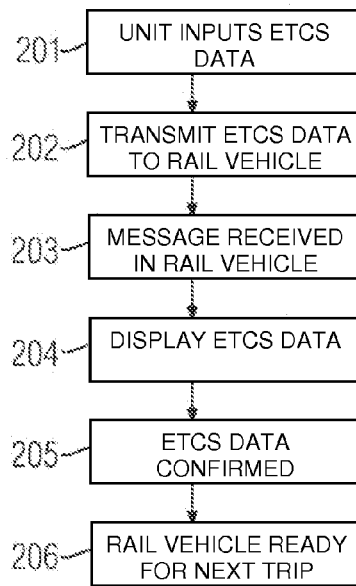 201
UNIT INPUTS ETCS
DATA
202
TRANSMIT ETCS DATA
TO RAIL VEHICLE
203
MESSAGE RECEIVED
IN RAIL VEHICLE
204
DISPLAY ETCS DATA
205
ETCS DATA
CONFIRMED
206
RAIL VEHICLE READY
FOR NEXT TRIP